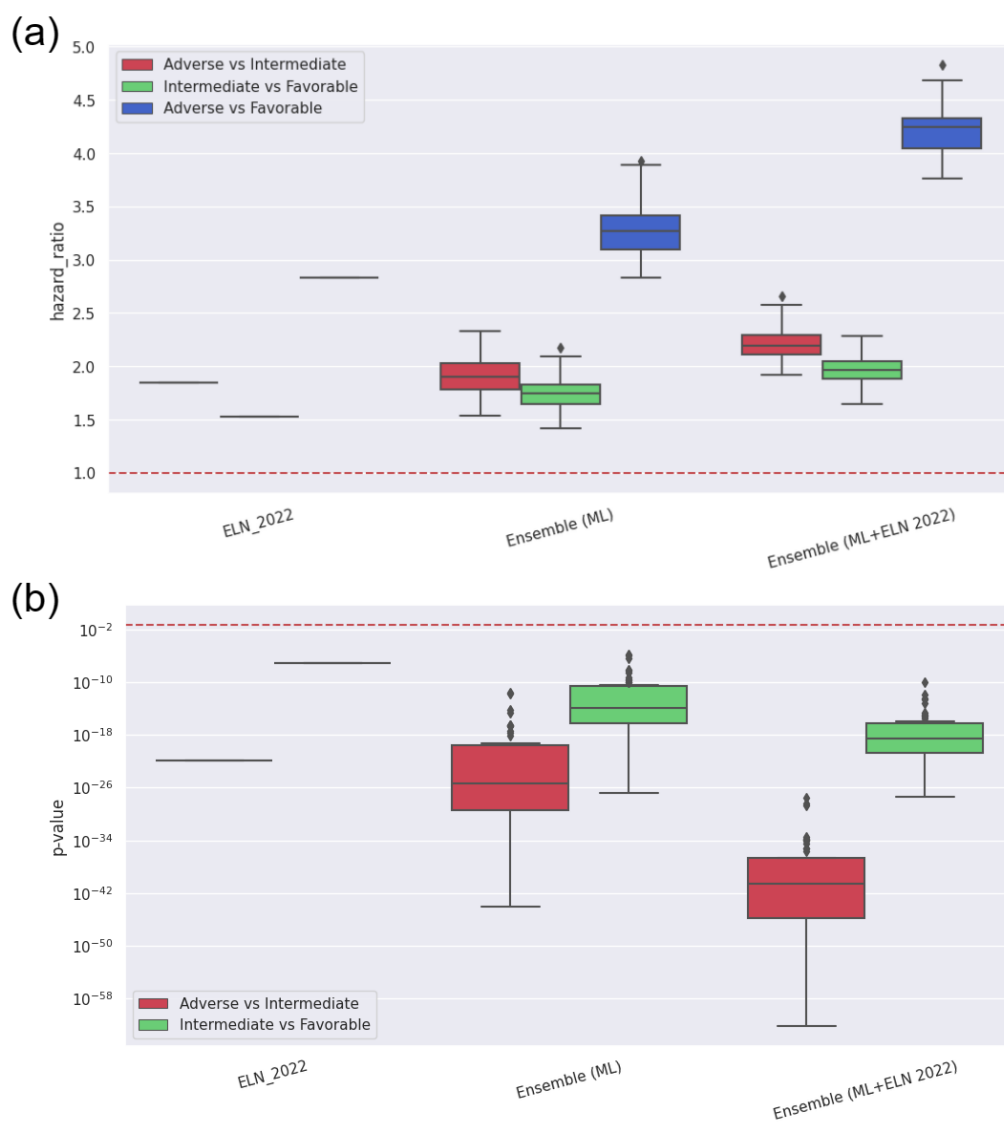 (a)
Adverse vs Intermediate
Intermediate vs Favorable
Adverse vs Favorable
5.0
4.5
4.0
3.5
3.0
2.5
2.0
1.5
1.0
hazard_ratio
ELN_2022
Ensemble (ML)
Ensemble (ML+ELN 2022)
(b)
10⁻²
10⁻¹⁰
10⁻¹⁸
10⁻²⁶
10⁻³⁴
10⁻⁴²
10⁻⁵⁰
10⁻⁵⁸
p-value
Adverse vs Intermediate
Intermediate vs Favorable
ELN_2022
Ensemble (ML)
Ensemble (ML+ELN 2022)